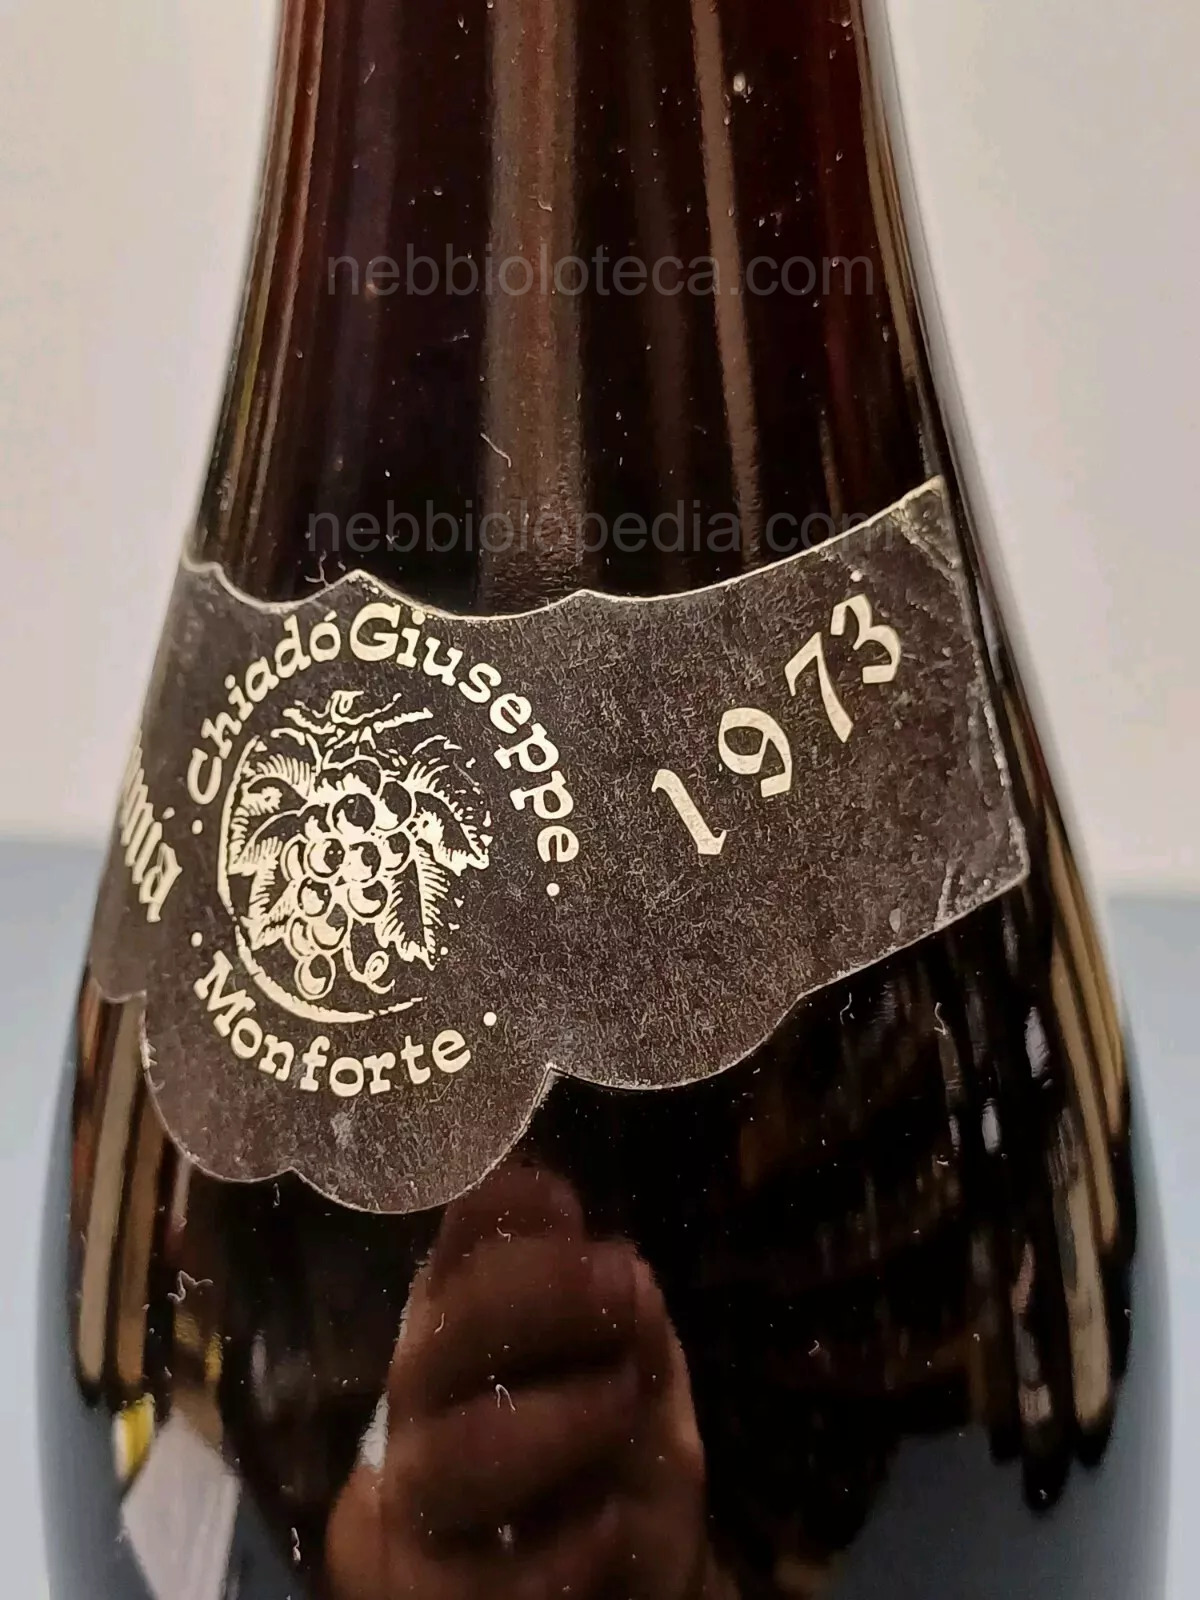 nebbioloteca.com
nebbiolopedia.com
· Chiadó Giuseppe ·
· Monforte ·
1973